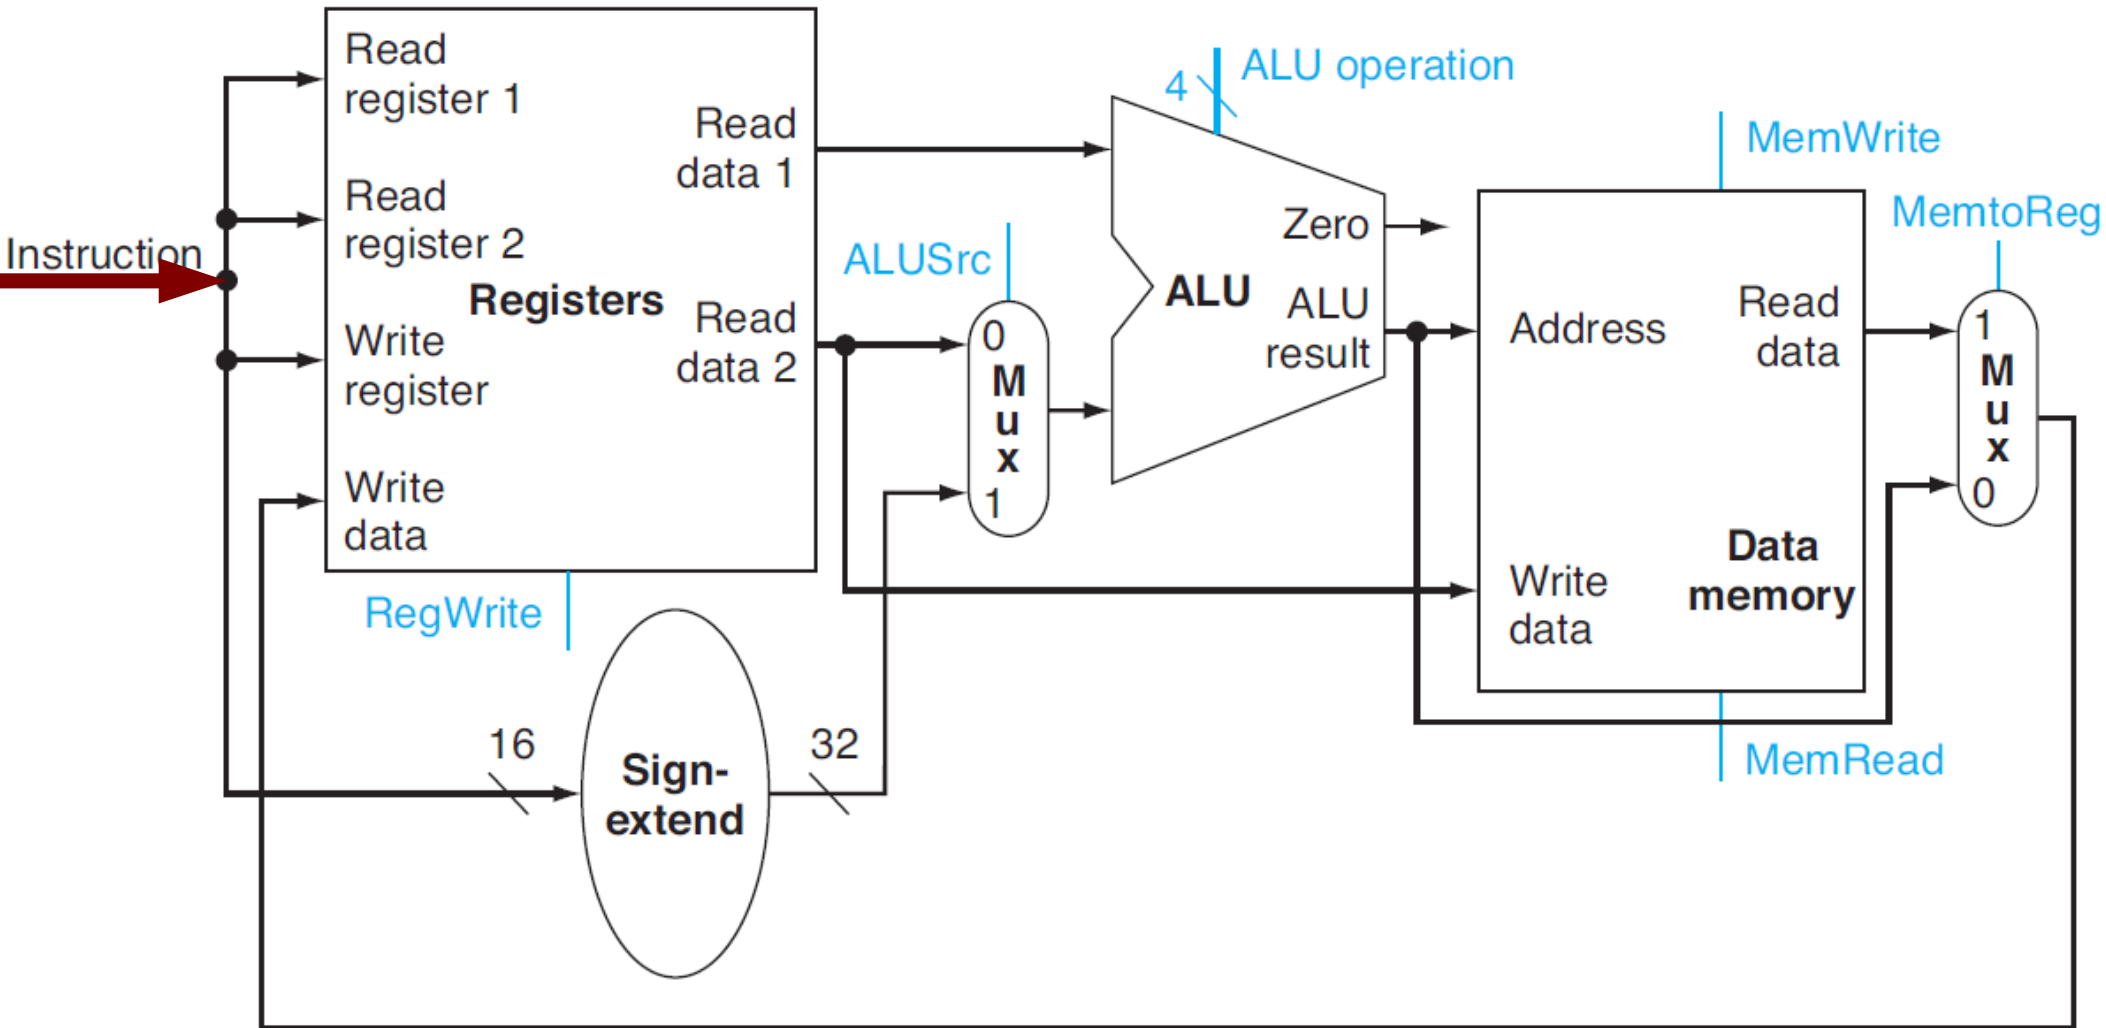 Instruction
Read
register 1
Read
register 2
Registers
Write
register
Write
data
Read
data 1
Read
data 2
RegWrite
16
Sign-
extend
32
ALUSrc
0
M
u
x
1
4
ALU operation
Zero
ALU
ALU
result
MemWrite
Address
Read
data
Write
data
Data
memory
MemRead
MemtoReg
1
M
u
x
0